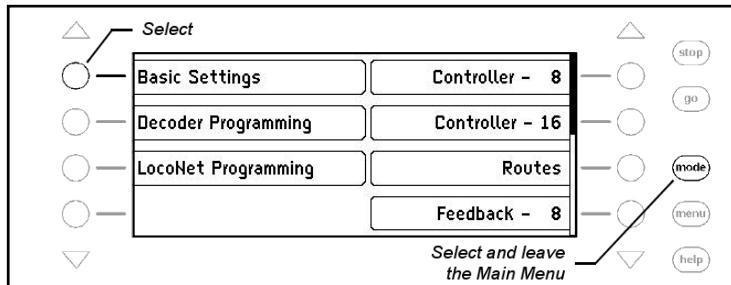 Select
stop
Basic Settings
Controller - 8
go
Decoder Programming
Controller - 16
LocoNet Programming
Routes
mode
Feedback - 8
menu
Select and leave
the Main Menu
help